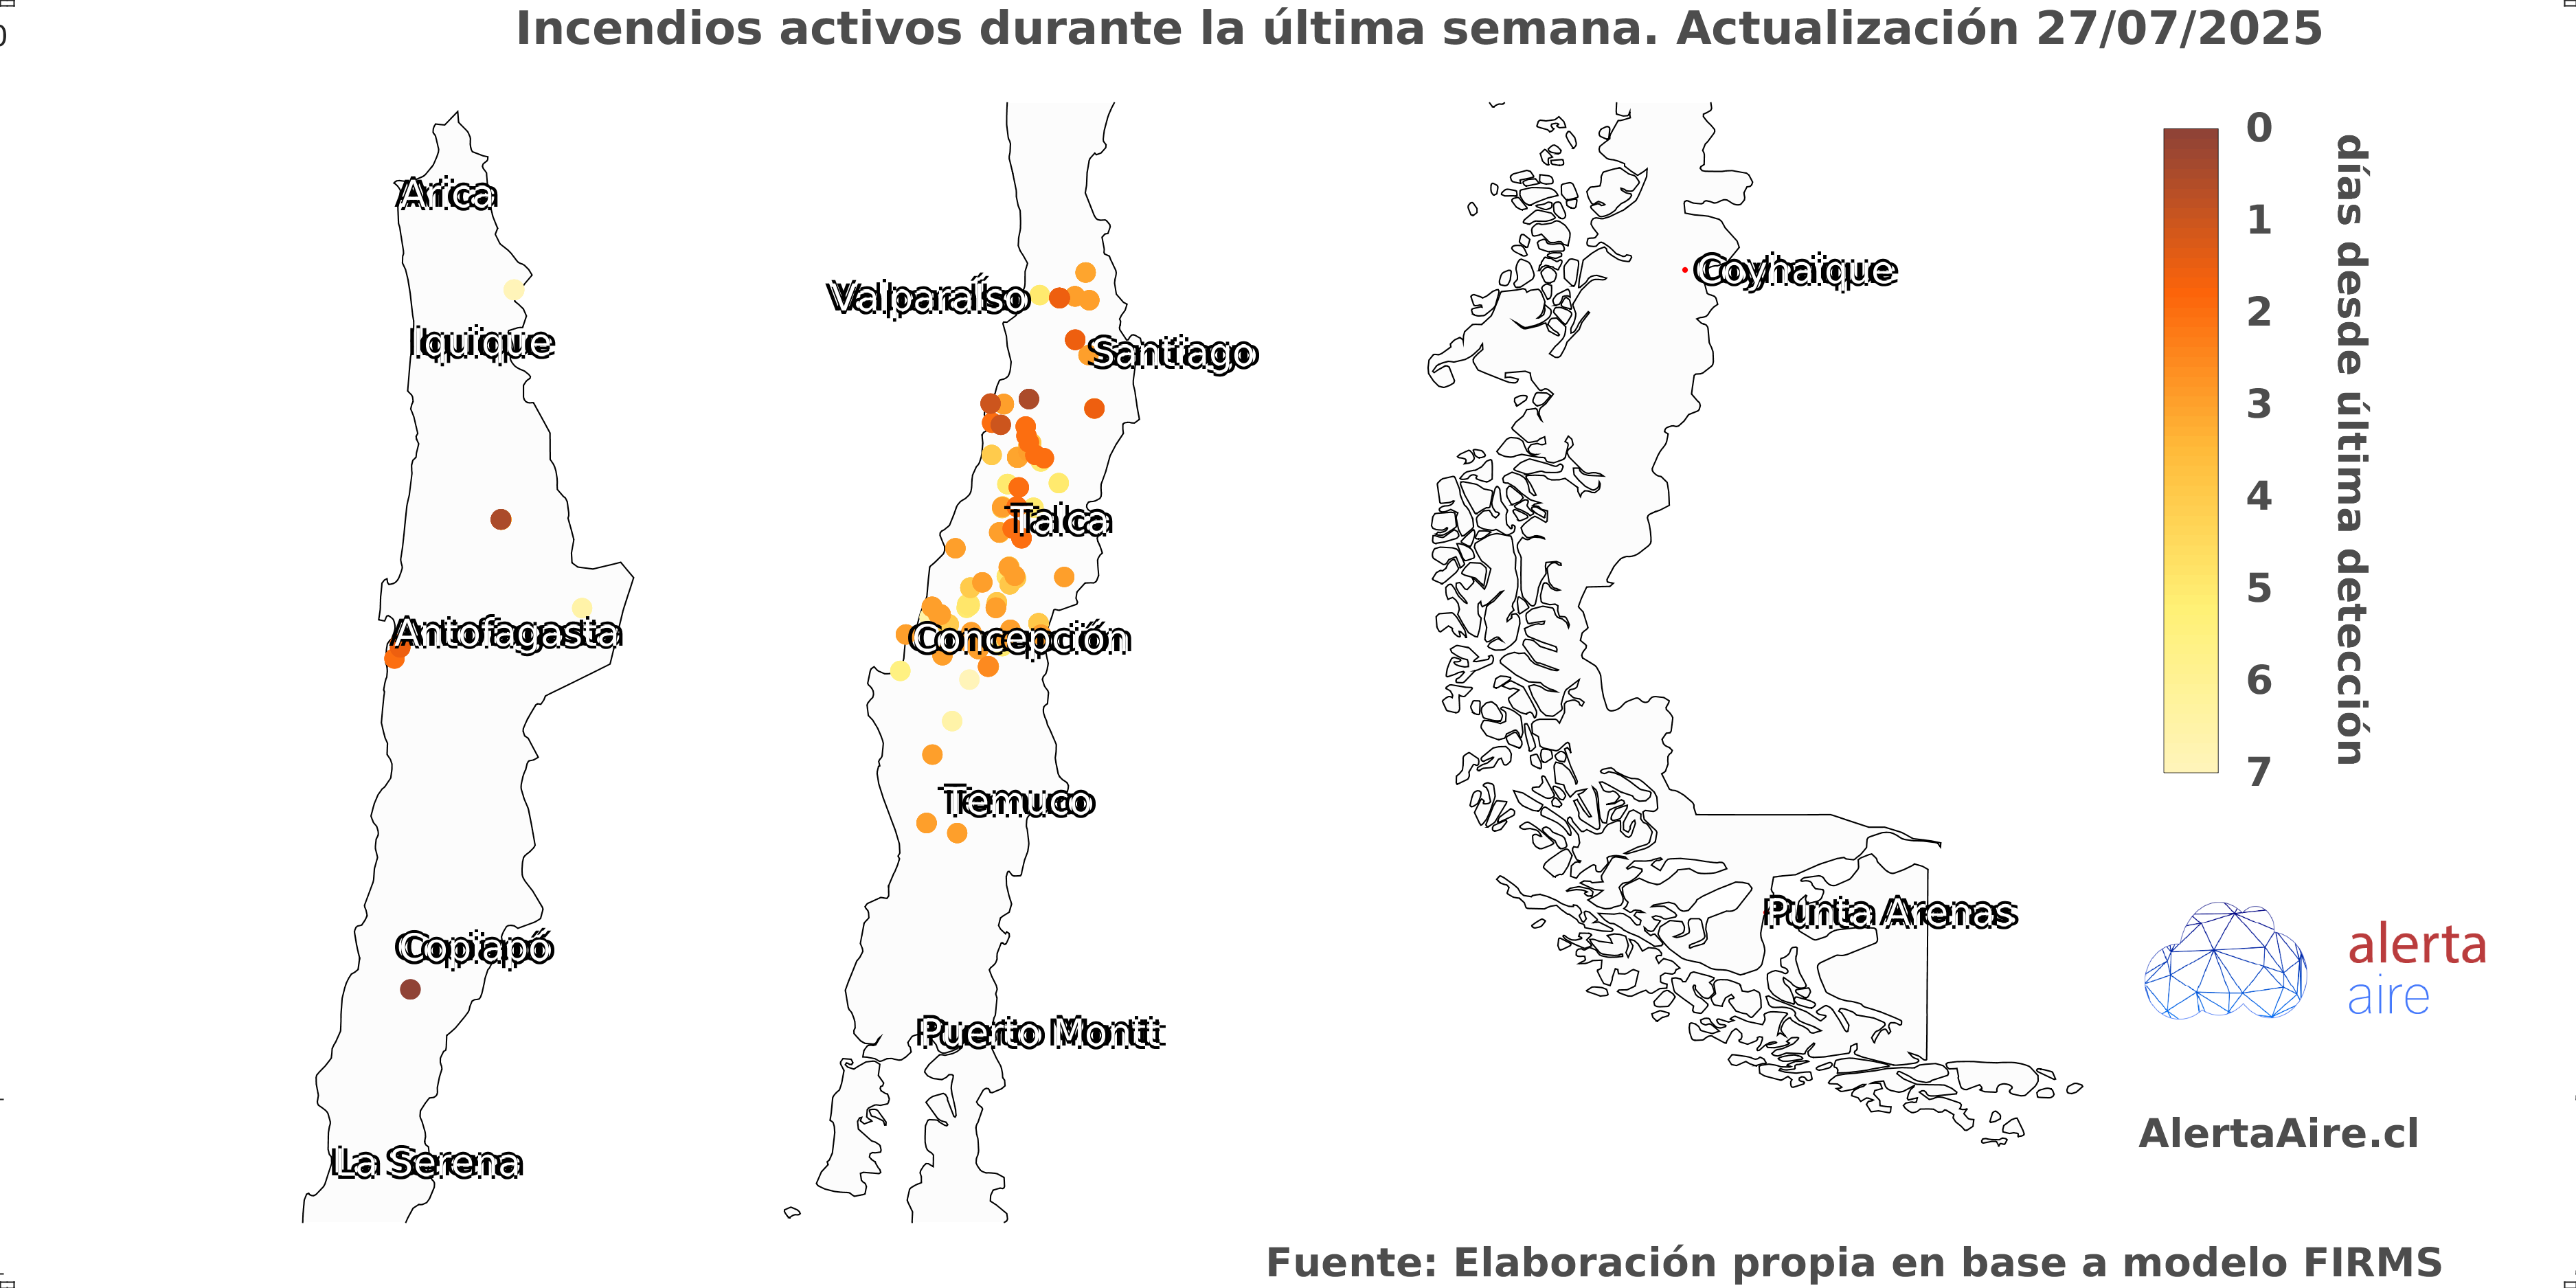 Incendios activos durante la última semana. Actualización 27/07/2025
0
Arica
Iquique
Antofagasta
Copiapó
La Serena
Valparaíso
Santiago
Talca
Concepción
Temuco
Puerto Montt
Coyhaique
Punta Arenas
0
1
2
3
4
5
6
7
días desde última detección
alerta
aire
AlertaAire.cl
Fuente: Elaboración propia en base a modelo FIRMS